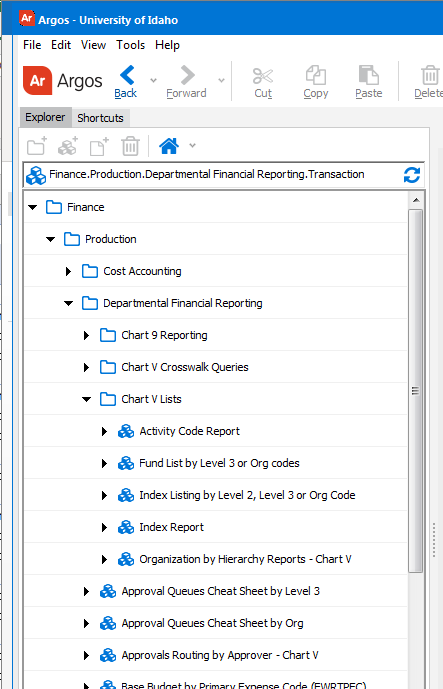 Ar Argos - University of Idaho
File Edit View Tools Help
Ar Argos Back Forward Cut Copy Paste Delete
Explorer Shortcuts
Finance.Production.Departmental Financial Reporting.Transaction
Finance
Production
Cost Accounting
Departmental Financial Reporting
Chart 9 Reporting
Chart V Crosswalk Queries
Chart V Lists
Activity Code Report
Fund List by Level 3 or Org codes
Index Listing by Level 2, Level 3 or Org Code
Index Report
Organization by Hierarchy Reports - Chart V
Approval Queues Cheat Sheet by Level 3
Approval Queues Cheat Sheet by Org
Approvals Routing by Approver - Chart V
Base Budget by Primary Expense Code (FWRTPEC)